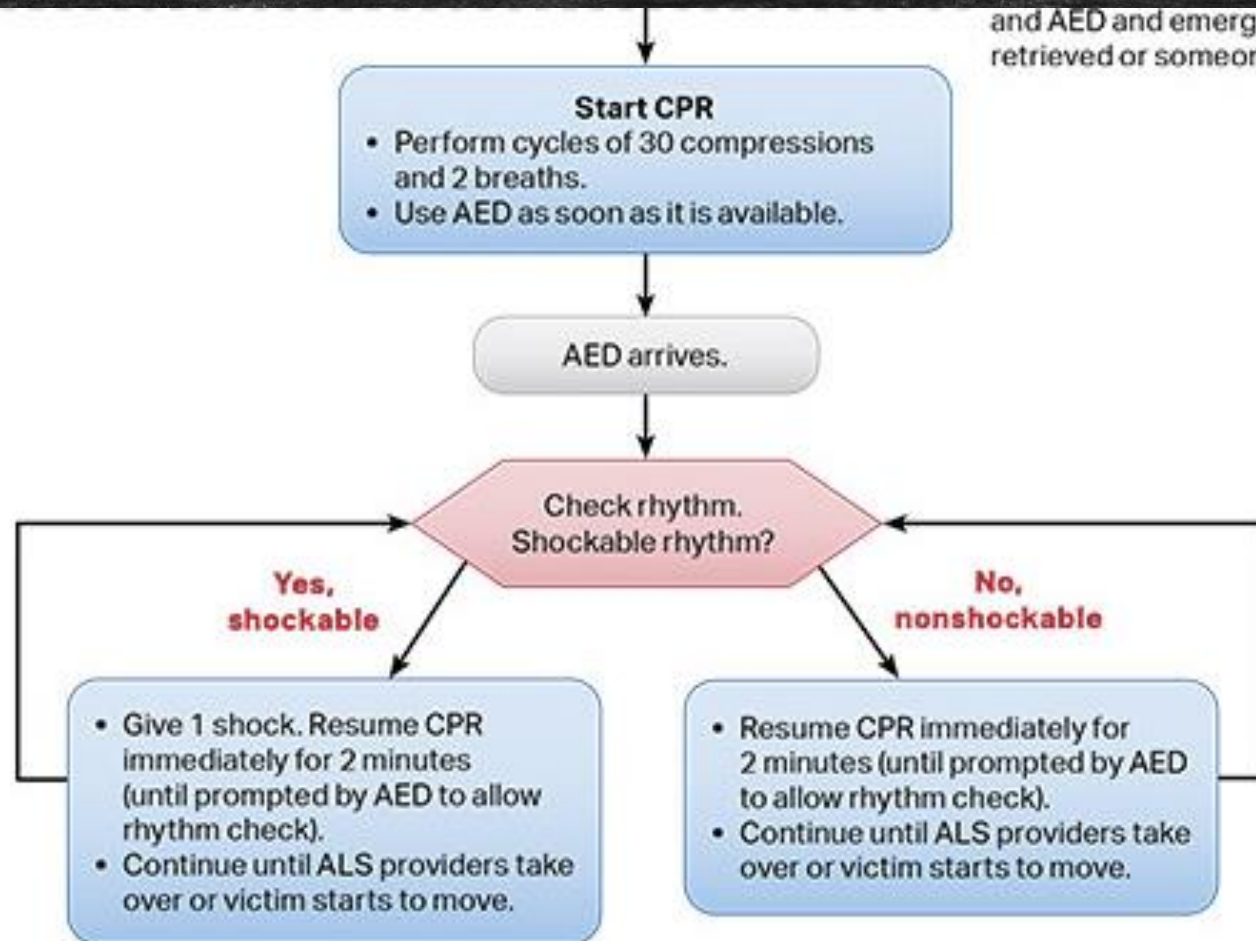 and AED and
retrieved or
Start CPR
• Perform cycles of 30 compressions
and 2 breaths.
• Use AED as soon as it is available.
AED arrives.
Check rhythm.
Shockable rhythm?
Yes,
shockable
No,
nonshockable
• Give 1 shock. Resume CPR
immediately for 2 minutes
(until prompted by AED to allow
rhythm check).
• Continue until ALS providers take
over or victim starts to move.
• Resume CPR immediately for
2 minutes (until prompted by AED
to allow rhythm check).
• Continue until ALS providers take
over or victim starts to move.